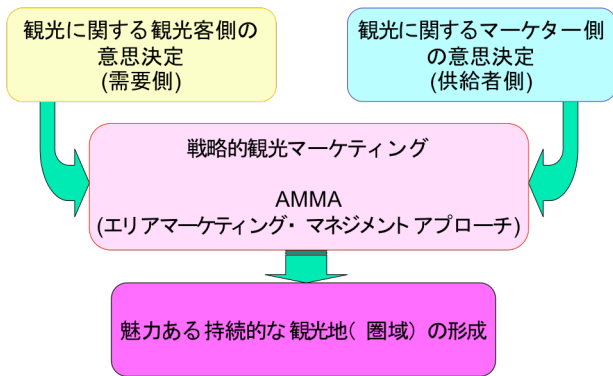 観光に関する観光客側の
意思決定
(需要側)
観光に関するマーケター側
の意思決定
(供給者側)
戦略的観光マーケティング
AMMA
(エリアマーケティング・マネジメントアプローチ)
魅力ある持続的な観光地(圏域)の形成